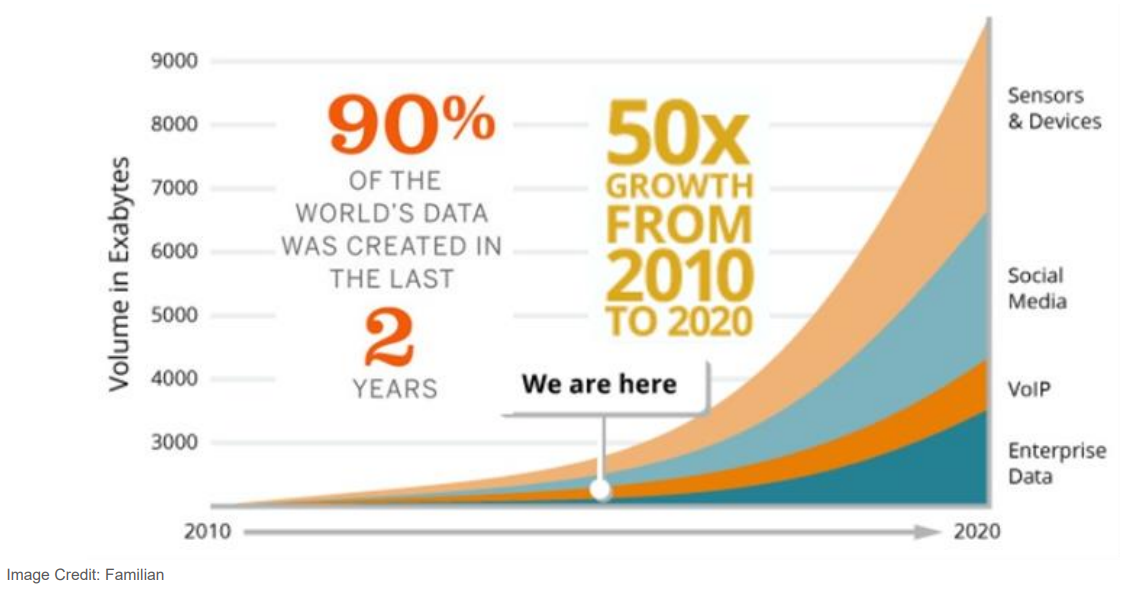 Volume in Exabytes
9000
8000
7000
6000
5000
4000
3000
90%
OF THE
WORLD'S DATA
WAS CREATED IN
THE LAST
2
YEARS
50x
GROWTH
FROM
2010
TO 2020
We are here
Sensors
& Devices
Social
Media
VoIP
Enterprise
Data
2010
2020
Image Credit: Familian